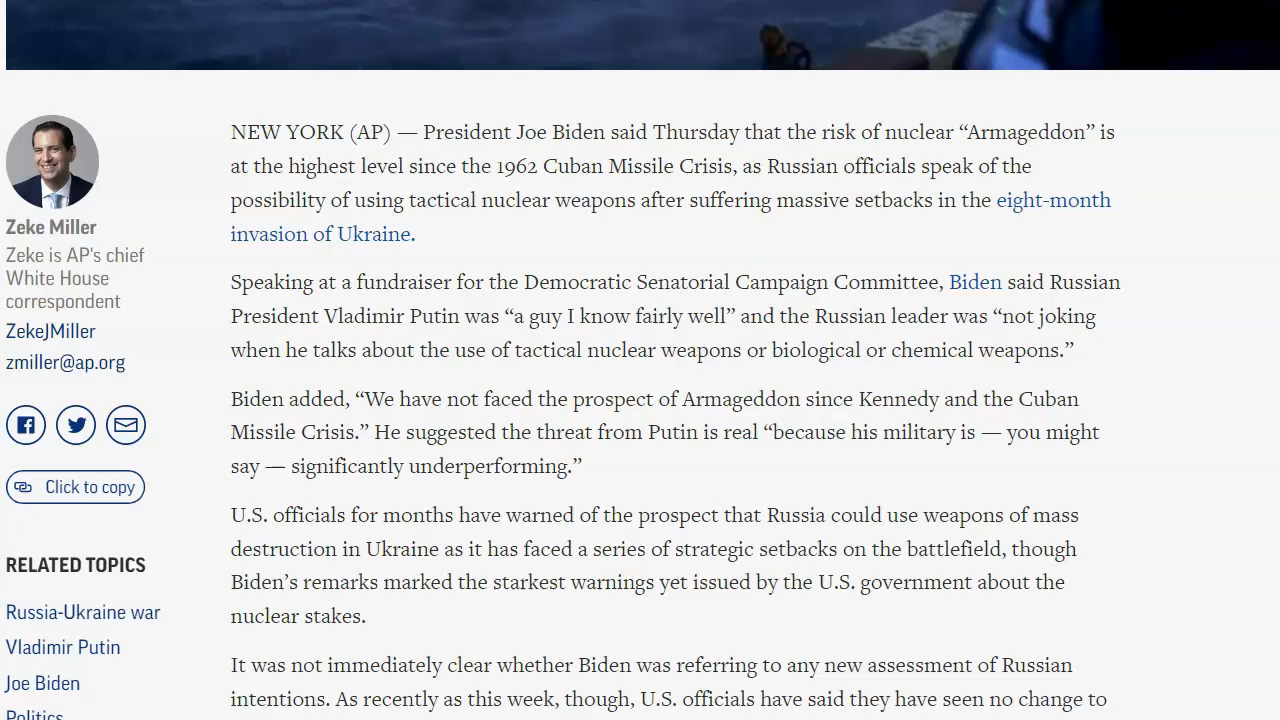 Zeke Miller
Zeke is AP's chief
White House
correspondent
ZekeJMiller
zmiller@ap.org
Click to copy
RELATED TOPICS
Russia-Ukraine war
Vladimir Putin
Joe Biden
Politics
NEW YORK (AP) — President Joe Biden said Thursday that the risk of nuclear “Armageddon” is
at the highest level since the 1962 Cuban Missile Crisis, as Russian officials speak of the
possibility of using tactical nuclear weapons after suffering massive setbacks in the eight-month
invasion of Ukraine.
Speaking at a fundraiser for the Democratic Senatorial Campaign Committee, Biden said Russian
President Vladimir Putin was “a guy I know fairly well” and the Russian leader was “not joking
when he talks about the use of tactical nuclear weapons or biological or chemical weapons.”
Biden added, “We have not faced the prospect of Armageddon since Kennedy and the Cuban
Missile Crisis.” He suggested the threat from Putin is real “because his military is — you might
say — significantly underperforming.”
U.S. officials for months have warned of the prospect that Russia could use weapons of mass
destruction in Ukraine as it has faced a series of strategic setbacks on the battlefield, though
Biden’s remarks marked the starkest warnings yet issued by the U.S. government about the
nuclear stakes.
It was not immediately clear whether Biden was referring to any new assessment of Russian
intentions. As recently as this week, though, U.S. officials have said they have seen no change to